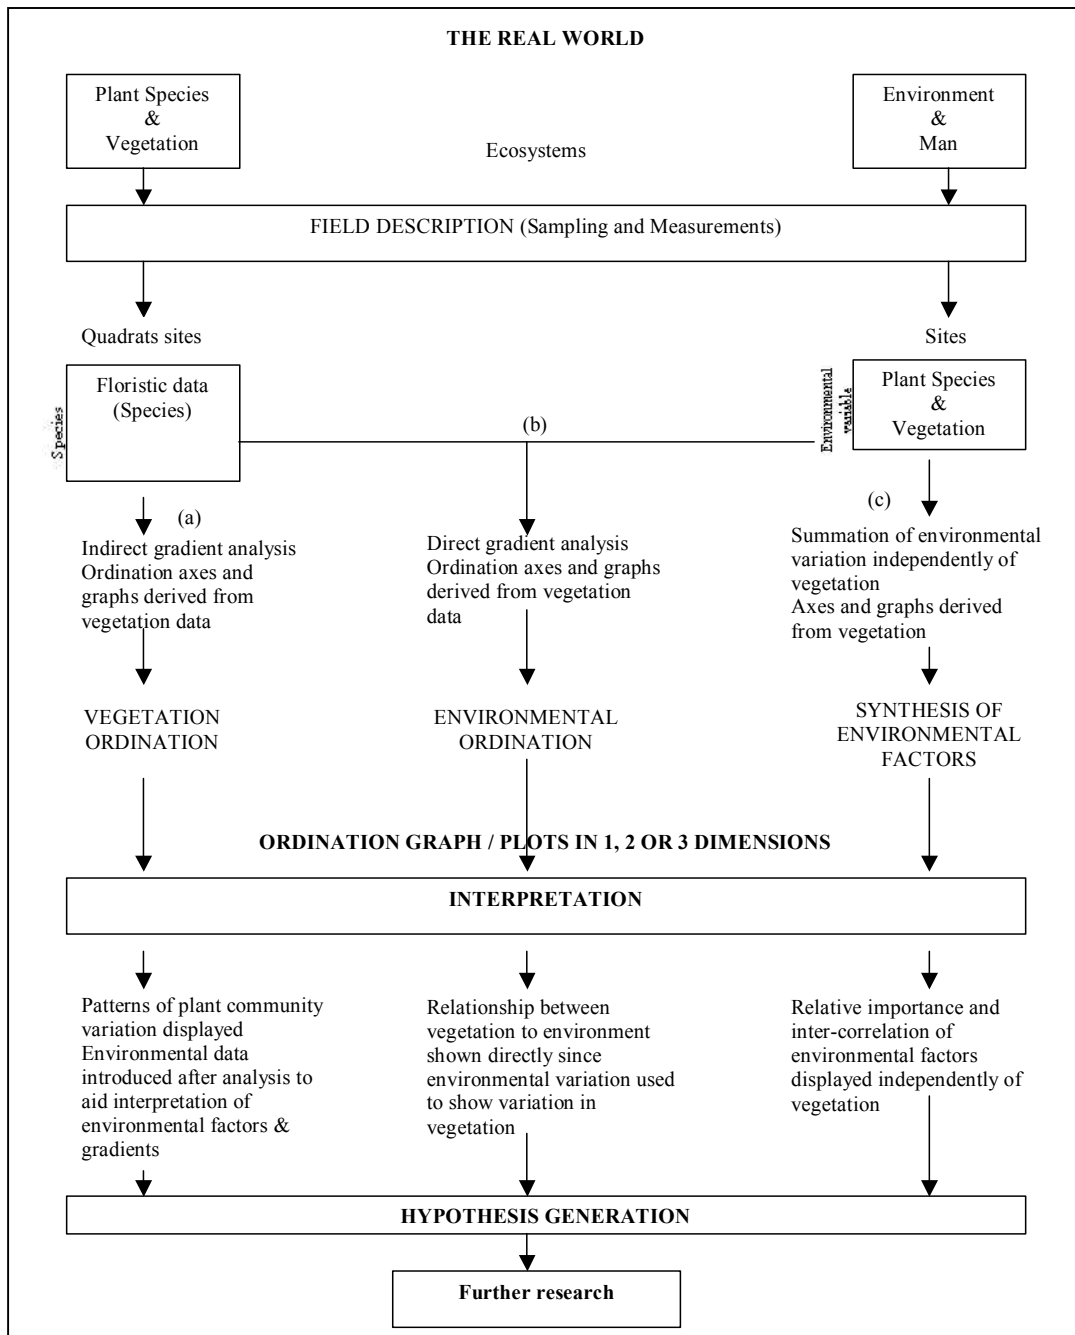 THE REAL WORLD
Plant Species
&
Vegetation
Ecosystems
Environment
&
Man
FIELD DESCRIPTION (Sampling and Measurements)
Quadrats sites
Sites
Species
Floristic data
(Species)
(b)
Environmental
variable
Plant Species
&
Vegetation
(a)
Indirect gradient analysis
Ordination axes and
graphs derived from
vegetation data
Direct gradient analysis
Ordination axes and graphs
derived from vegetation
data
(c)
Summation of environmental
variation independently of
vegetation
Axes and graphs derived
from vegetation
VEGETATION
ORDINATION
ENVIRONMENTAL
ORDINATION
SYNTHESIS OF
ENVIRONMENTAL
FACTORS
ORDINATION GRAPH / PLOTS IN 1, 2 OR 3 DIMENSIONS
INTERPRETATION
Patterns of plant community
variation displayed
Environmental data
introduced after analysis to
aid interpretation of
environmental factors &
gradients
Relationship between
vegetation to environment
shown directly since
environmental variation used
to show variation in
vegetation
Relative importance and
inter-correlation of
environmental factors
displayed independently of
vegetation
HYPOTHESIS GENERATION
Further research